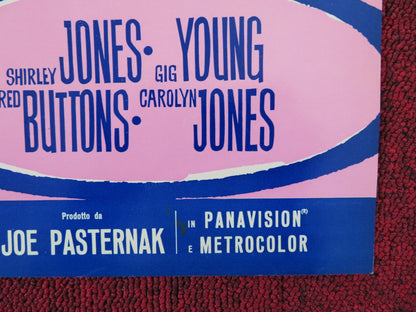 SHIRLEY JONES· GIG YOUNG
RED BUTTONS· CAROLYN JONES
Prodotto da
JOE PASTERNAK
IN PANAVISION(R)
E METROCOLOR